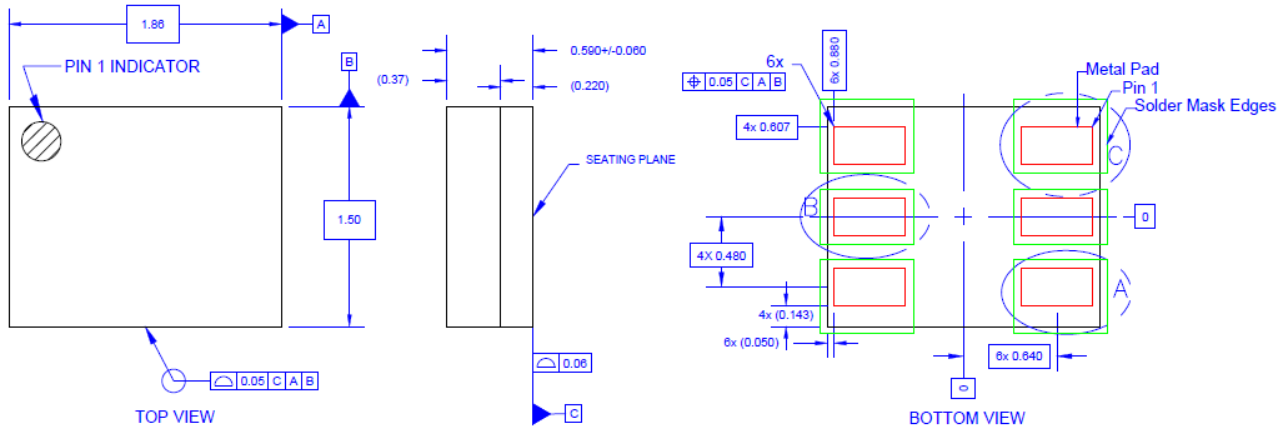 1.86
A
PIN 1 INDICATOR
B
1.50
0.05 C A B
TOP VIEW
0.590+/-0.060
(0.37)
(0.220)
SEATING PLANE
0.06
C
6x
0.05 C A B
6x 0.880
4x 0.607
Metal Pad
Pin 1
Solder Mask Edges
C
B
0
4X 0.480
4x (0.143)
6x (0.050)
A
6x 0.640
0
BOTTOM VIEW